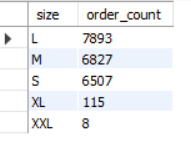 size order_count
L 7893
M 6827
S 6507
XL 115
XXL 8